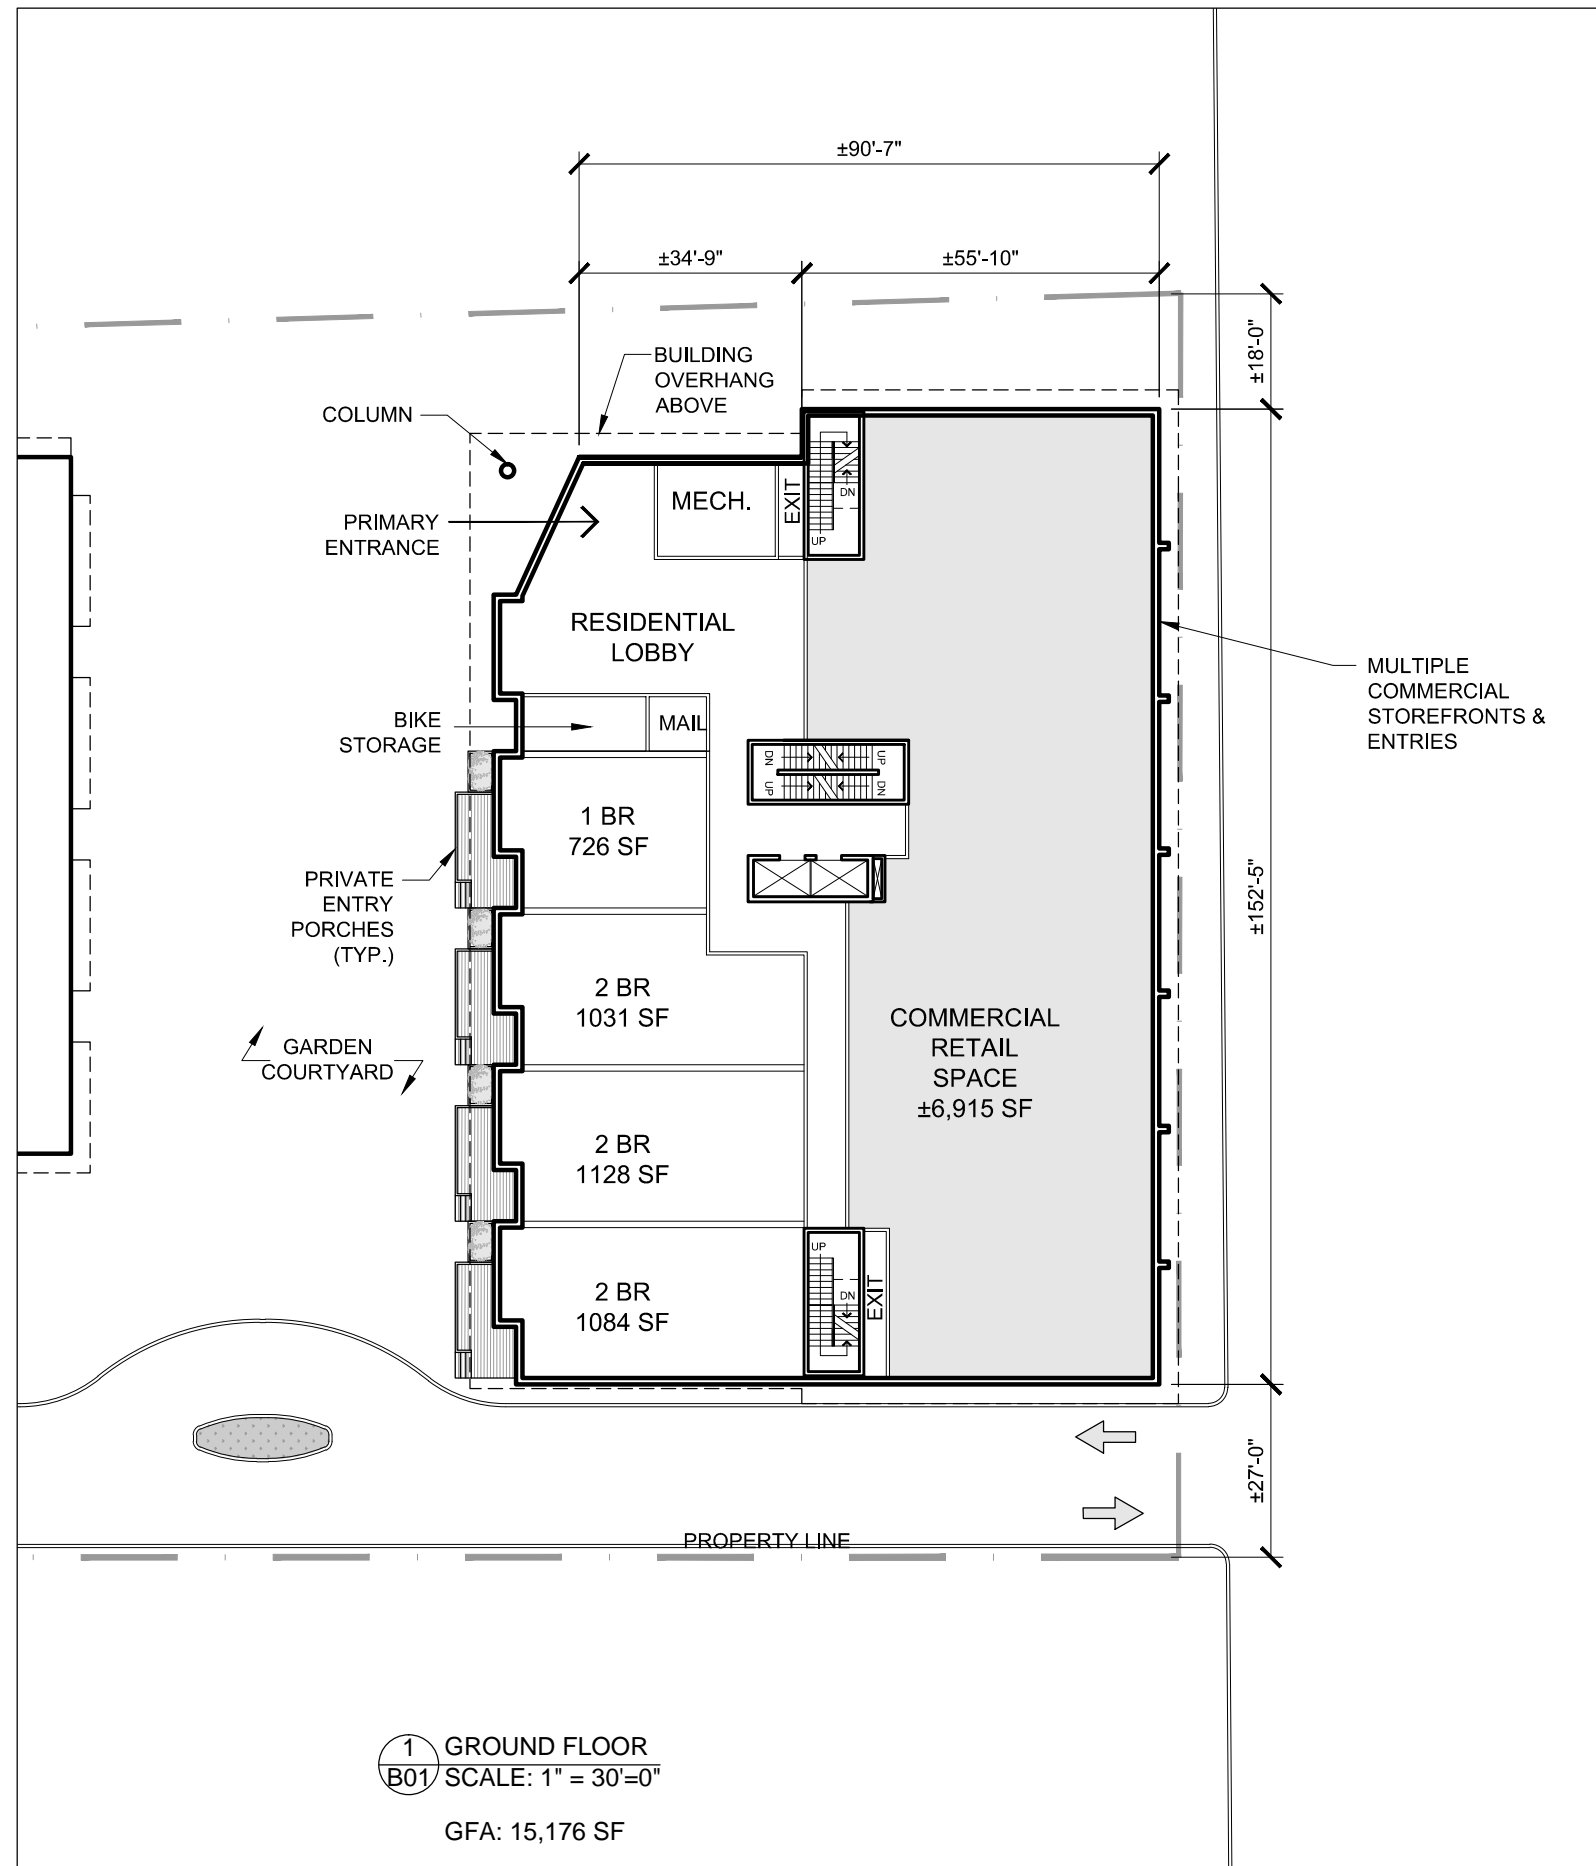 ±90'-7"
±34'-9"
±55'-10"
±18'-0"
BUILDING
OVERHANG
ABOVE
COLUMN
MECH.
EXIT
DN
UP
PRIMARY
ENTRANCE
RESIDENTIAL
LOBBY
MULTIPLE
COMMERCIAL
STOREFRONTS &
ENTRIES
BIKE
STORAGE
MAIL
DN
UP
UP
DN
1 BR
726 SF
PRIVATE
ENTRY
PORCHES
(TYP.)
±152'-5"
2 BR
1031 SF
COMMERCIAL
RETAIL
SPACE
±6,915 SF
GARDEN
COURTYARD
2 BR
1128 SF
UP
DN
EXIT
2 BR
1084 SF
±27'-0"
PROPERTY LINE
1
B01
GROUND FLOOR
SCALE: 1" = 30'=0"
GFA: 15,176 SF